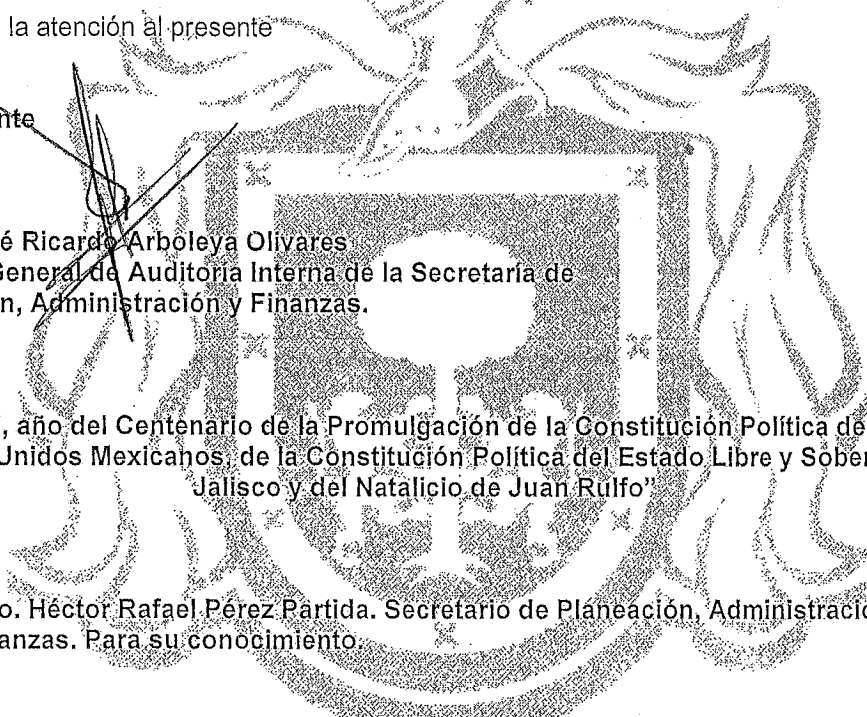 la atención al presente
nte
é Ricardo Arboleya Olivares
General de Auditoría Interna de la Secretaría de
n, Administración y Finanzas.
, año del Centenario de la Promulgación de la Constitución Política de
Unidos Mexicanos, de la Constitución Política del Estado Libre y Sober
Jalisco y del Natalicio de Juan Rulfo”
o. Héctor Rafael Pérez Partida. Secretario de Planeación, Administració
anzas. Para su conocimiento.